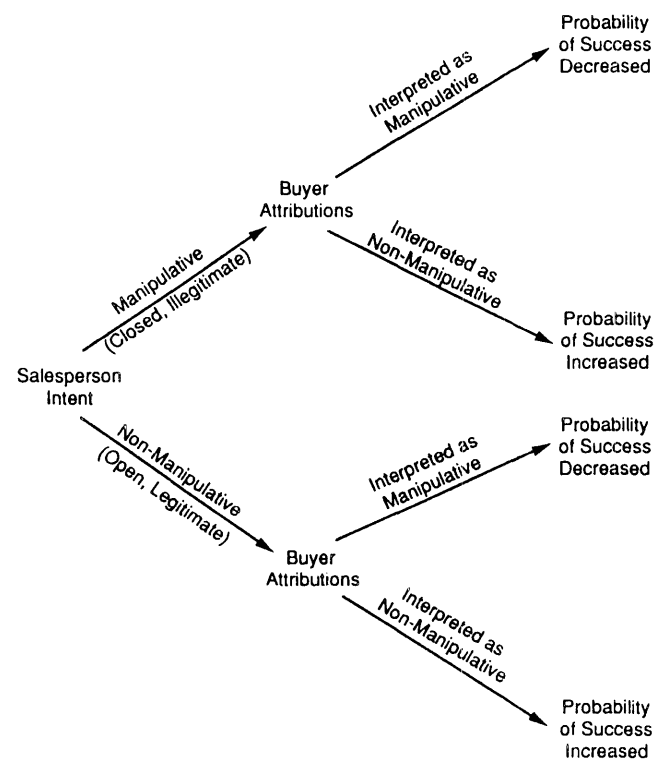 Probability
of Success
Decreased
Interpreted as
Manipulative
Buyer
Attributions
Interpreted as
Non-Manipulative
Manipulative
(Closed, Illegitimate)
Probability
of Success
Increased
Salesperson
Intent
Non-Manipulative
(Open, Legitimate)
Probability
of Success
Decreased
Interpreted as
Manipulative
Buyer
Attributions
Interpreted as
Non-Manipulative
Probability
of Success
Increased